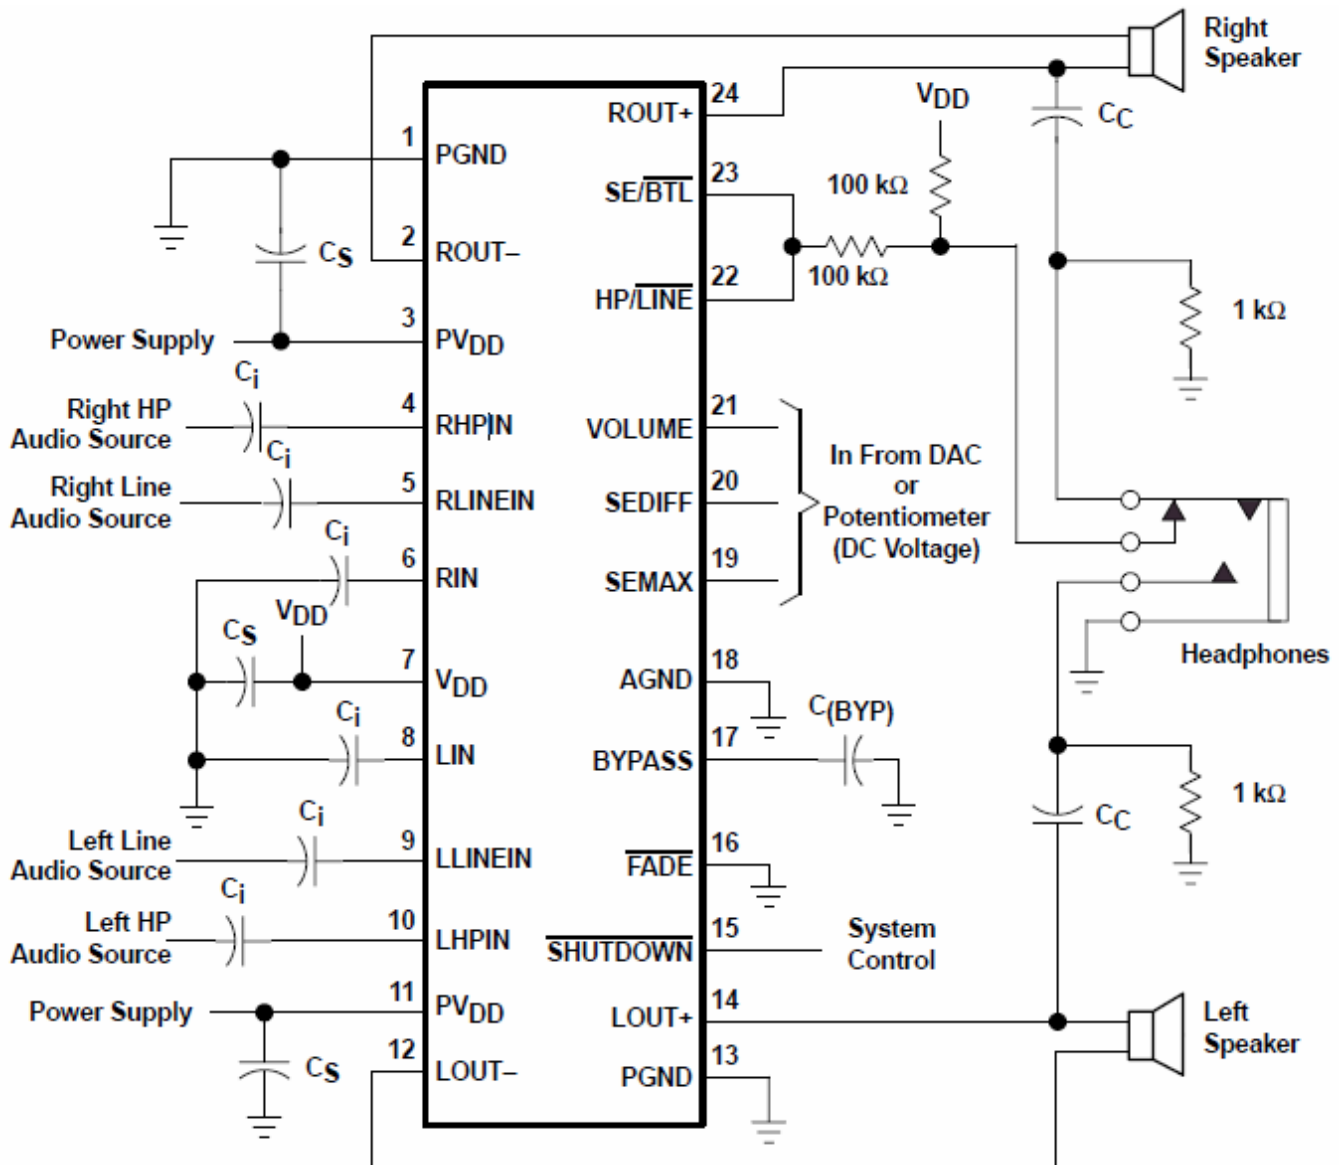 Right
Speaker
24
ROUT+
VDD
CC
1
PGND
23
SE/BTL
100 kΩ
2
ROUT–
CS
22
HP/LINE
100 kΩ
1 kΩ
3
Power Supply
PVDD
Ci
Right HP
Audio Source
4
RHPIN
21
VOLUME
Ci
Right Line
Audio Source
5
RLINEIN
20
SEDIFF
In From DAC
or
Potentiometer
(DC Voltage)
Ci
6
RIN
19
SEMAX
VDD
CS
7
VDD
18
AGND
Headphones
Ci
8
LIN
C(BYP)
17
BYPASS
Ci
Left Line
Audio Source
9
LLINEIN
16
FADE
CC
1 kΩ
Ci
Left HP
Audio Source
10
LHPIN
15
SHUTDOWN
System
Control
11
Power Supply
PVDD
14
LOUT+
Left
Speaker
12
CS
LOUT–
13
PGND